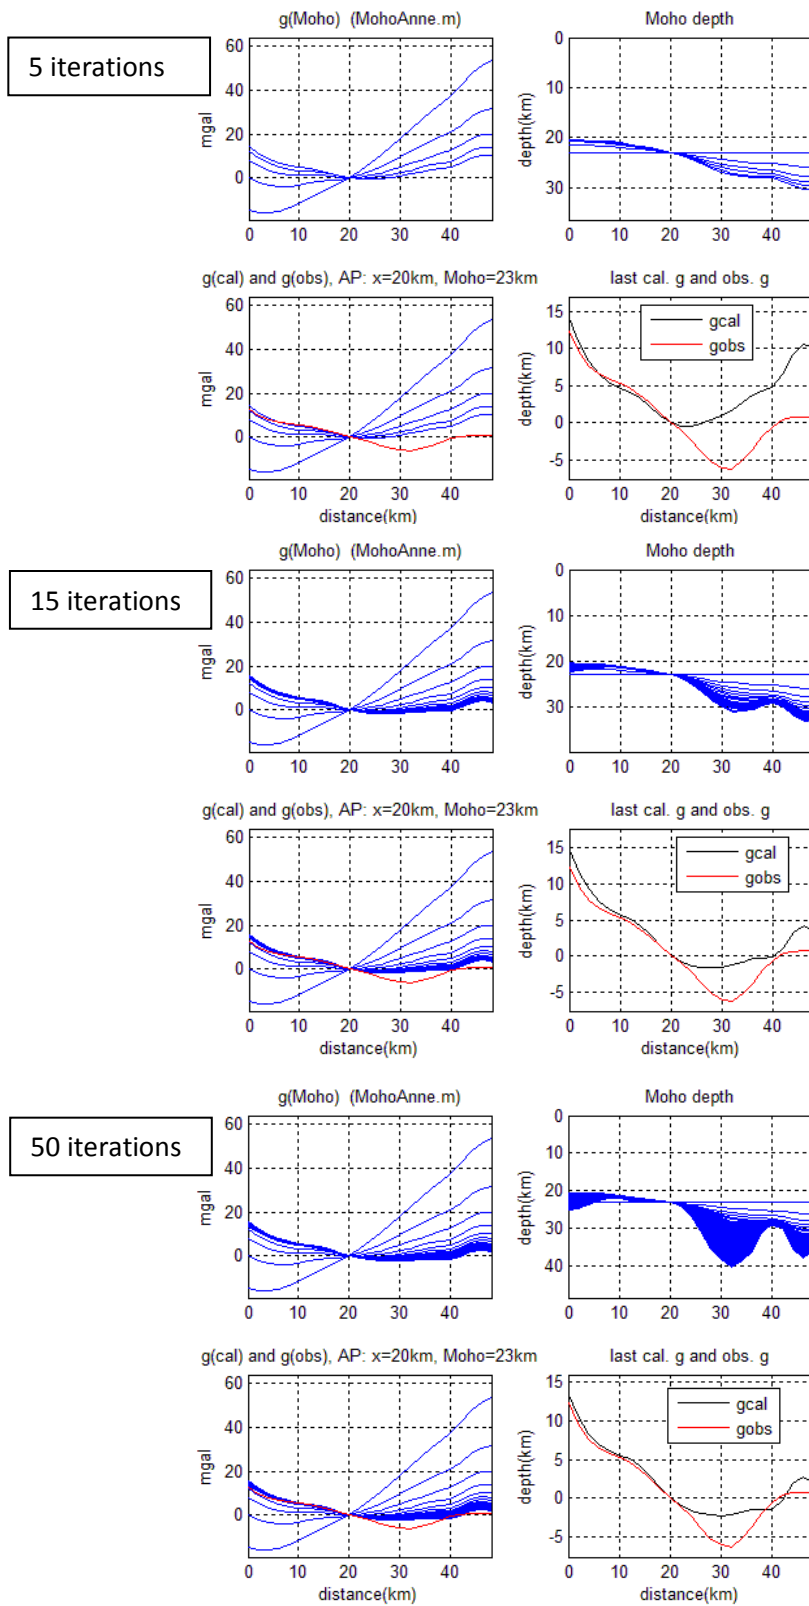 5 iterations
g(Moho) (MohoAnne.m)
60
40
20
0
mgal
0 10 20 30 40
Moho depth
0
10
20
30
depth(km)
0 20 40
g(cal) and g(obs), AP: x=20km, Moho=23km
60
40
20
0
mgal
0 10 20 30 40
distance(km)
last cal. g and obs. g
gcal
gobs
15
10
5
0
-5
depth(km)
0 20 40
distance(km)
15 iterations
g(Moho) (MohoAnne.m)
60
40
20
0
mgal
0 10 20 30 40
Moho depth
0
10
20
30
depth(km)
0 20 40
g(cal) and g(obs), AP: x=20km, Moho=23km
60
40
20
0
mgal
0 10 20 30 40
distance(km)
last cal. g and obs. g
gcal
gobs
15
10
5
0
-5
depth(km)
0 10 20 30 40
distance(km)
50 iterations
g(Moho) (MohoAnne.m)
60
40
20
0
mgal
0 10 20 30 40
Moho depth
0
10
20
30
40
depth(km)
0 20 40
g(cal) and g(obs), AP: x=20km, Moho=23km
60
40
20
0
mgal
0 10 20 30 40
distance(km)
last cal. g and obs. g
gcal
gobs
15
10
5
0
-5
depth(km)
0 10 20 30 40
distance(km)